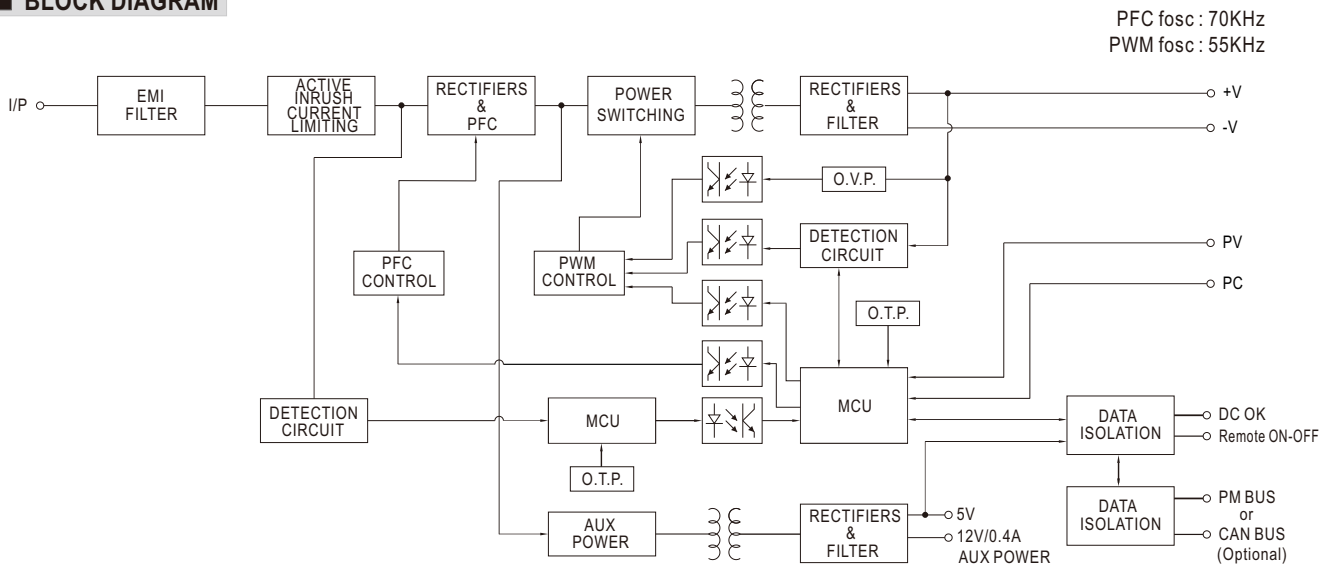 ■ BLOCK DIAGRAM
PFC fosc : 70KHz
PWM fosc : 55KHz
I/P
EMI
FILTER
ACTIVE
INRUSH
CURRENT
LIMITING
RECTIFIERS
&
PFC
POWER
SWITCHING
RECTIFIERS
&
FILTER
+V
-V
O.V.P.
DETECTION
CIRCUIT
PFC
CONTROL
PWM
CONTROL
PV
PC
O.T.P.
MCU
DETECTION
CIRCUIT
MCU
O.T.P.
DATA
ISOLATION
DC OK
Remote ON-OFF
AUX
POWER
RECTIFIERS
&
FILTER
5V
12V/0.4A
AUX POWER
DATA
ISOLATION
PM BUS
or
CAN BUS
(Optional)